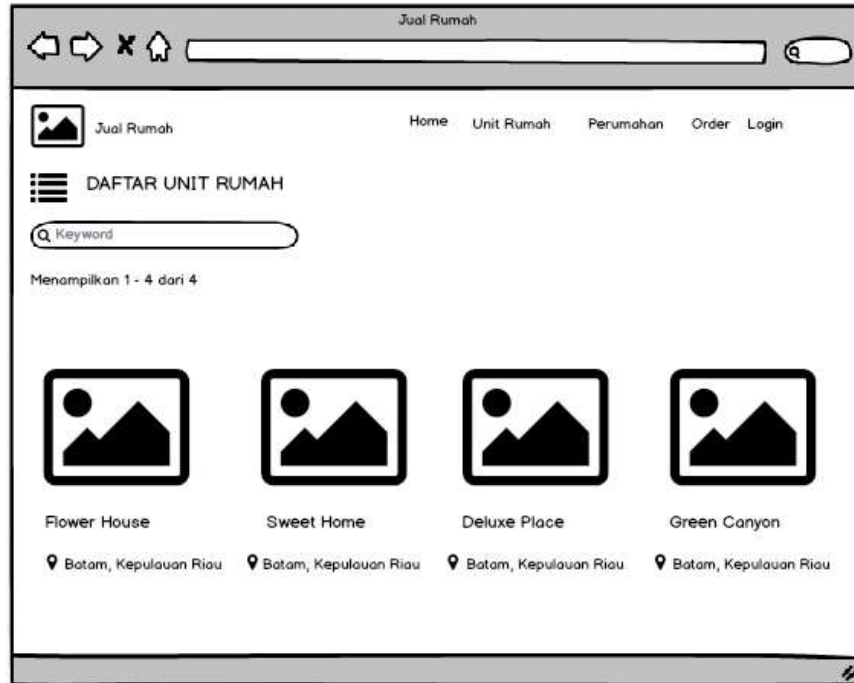 Jual Rumah
Jual Rumah
Home Unit Rumah Perumahan Order Login
DAFTAR UNIT RUMAH
Keyword
Menampilkan 1 - 4 dari 4
Flower House Sweet Home Deluxe Place Green Canyon
Batam, Kepulauan Riau Batam, Kepulauan Riau Batam, Kepulauan Riau Batam, Kepulauan Riau